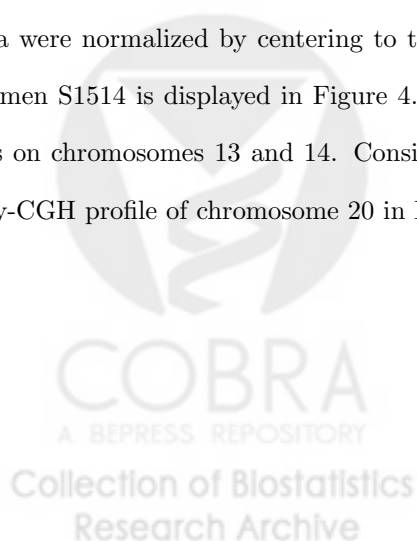 a were normalized by centering to t
men S1514 is displayed in Figure 4.
s on chromosomes 13 and 14. Consi
y-CGH profile of chromosome 20 in
COBRA
A BEPRESS REPOSITORY
Collection of Biostatistics
Research Archive